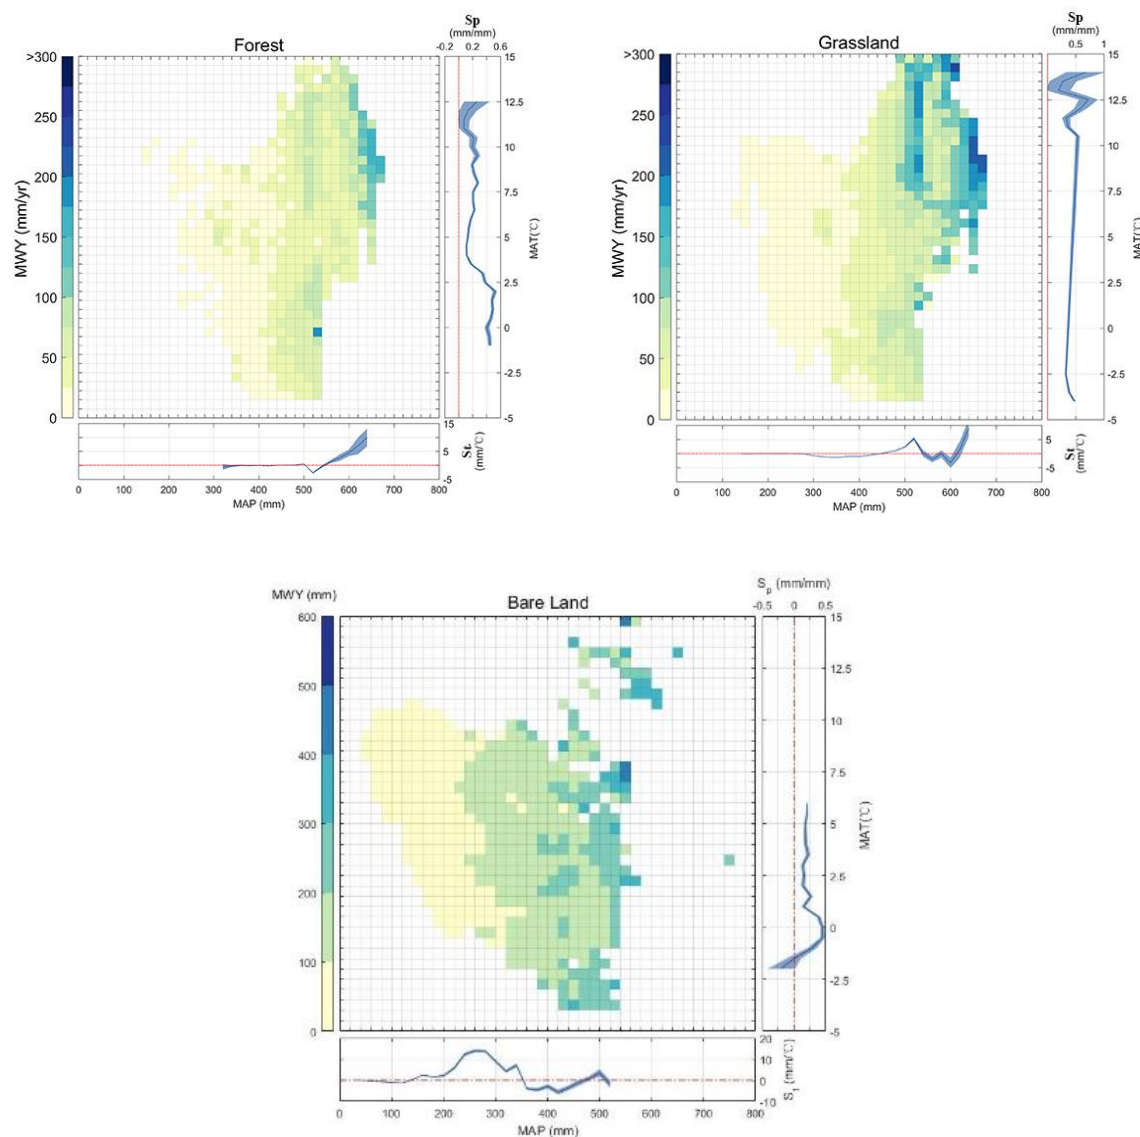 Sp
(mm/mm)
Forest
-0.2 0.2 0.6
>300
250
200
150
100
50
0
MWY (mm/yr)
15
12.5
10
7.5
5
2.5
0
-2.5
-5
MAT(℃)
15
5
-5
St
(mm/℃)
0 100 200 300 400 500 600 700 800
MAP (mm)
Sp
(mm/mm)
Grassland
0.5 1
>300
250
200
150
100
50
0
MWY (mm/yr)
15
12.5
10
7.5
5
2.5
0
-2.5
-5
MAT(℃)
5
-5
St
(mm/℃)
0 100 200 300 400 500 600 700 800
MAP (mm)
MWY (mm)
Bare Land
Sp (mm/mm)
-0.5 0 0.5
600
500
400
300
200
100
0
15
12.5
10
7.5
5
2.5
0
-2.5
-5
MAT(℃)
20
10
0
-10
St (mm/℃)
0 100 200 300 400 500 600 700 800
MAP (mm)